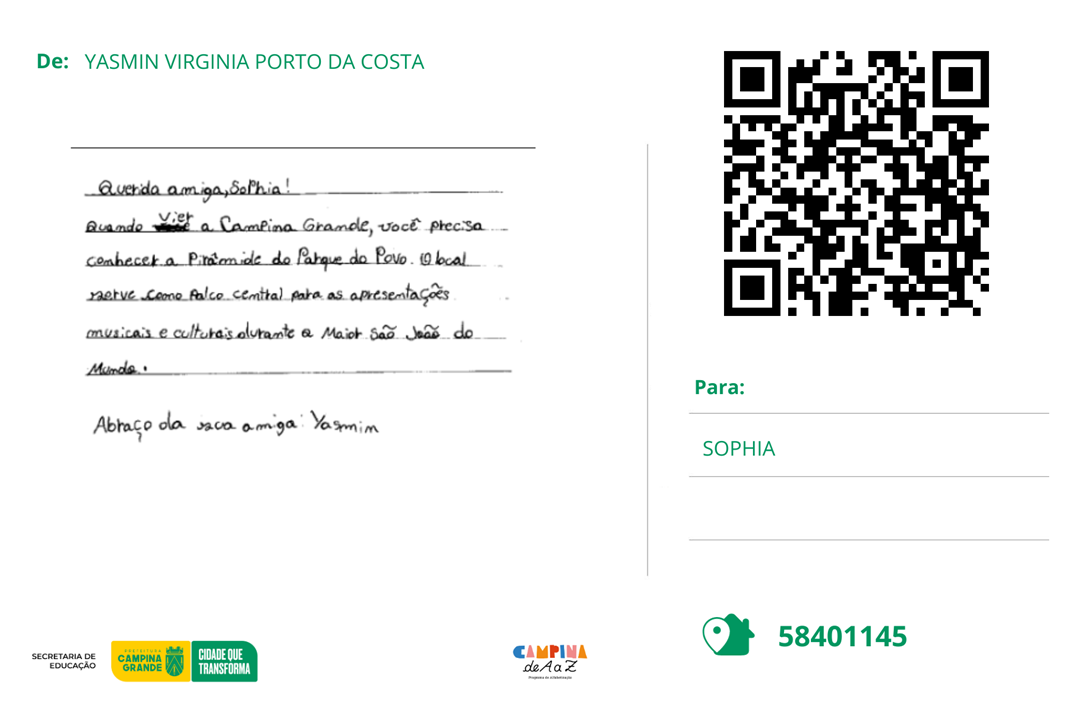 De: YASMIN VIRGINIA PORTO DA COSTA
Querida amiga, Sophia!
Quando vier a Campina Grande, você precisa
conhecer a Pirâmide do Parque do Povo. O local
serve como palco central para as apresentações
musicais e culturais durante o Maior São João do
Mundo.
Abraço da sua amiga: Yasmin
Para:
SOPHIA
58401145
SECRETARIA DE
EDUCAÇÃO
PREFEITURA
CAMPINA
GRANDE
CIDADE QUE
TRANSFORMA
CAMPINA
de A a Z
Programa de Alfabetização